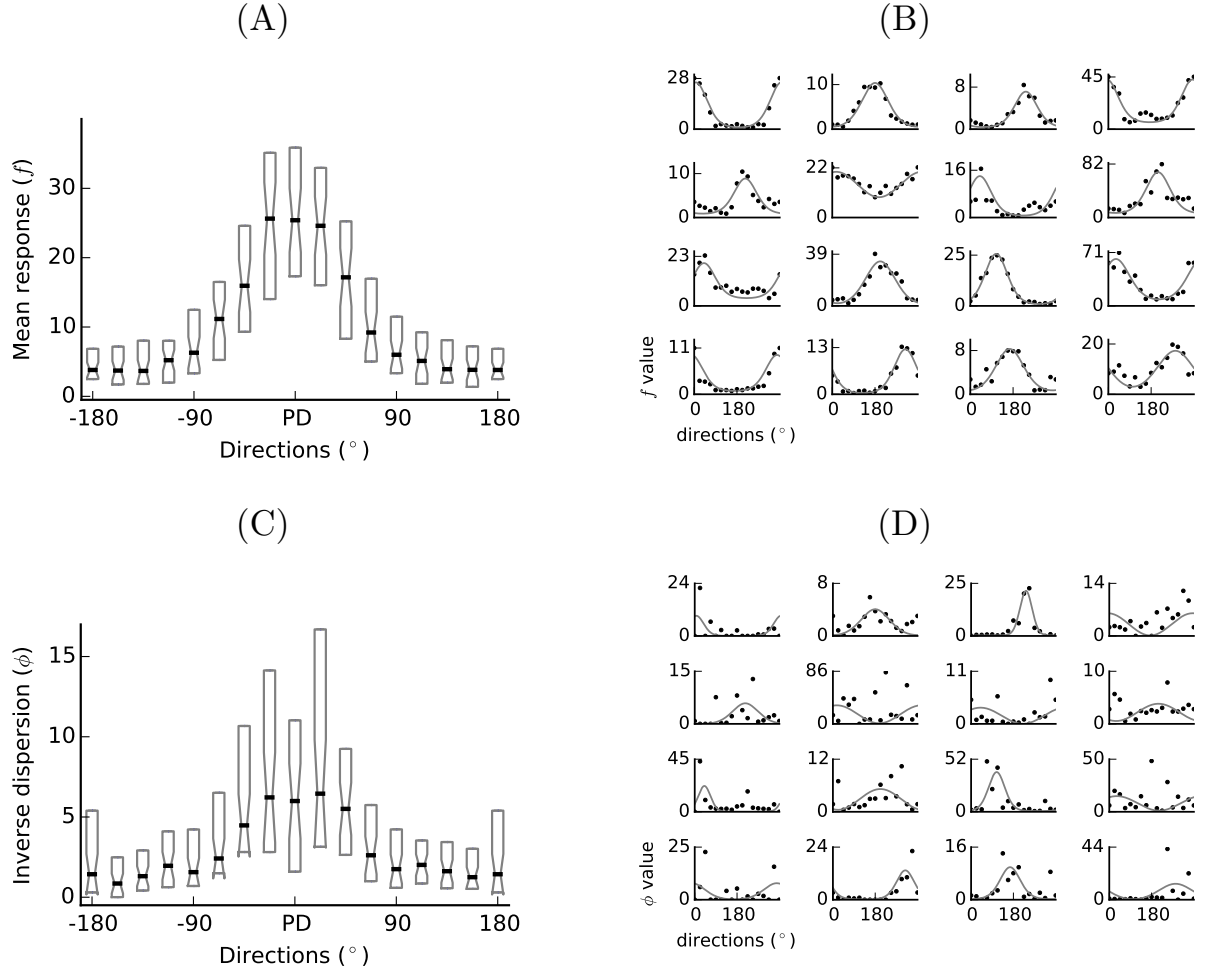 (A)
Mean response (f)
30
20
10
0
-180 -90 PD 90 180
Directions (°)
(B)
28 10 8 45
0 0 0 0
10 22 16 82
0 0 0 0
23 39 25 71
0 0 0 0
f value
11 13 8 20
0 0 0 0
0 180 0 180 0 180 0 180
directions (°)
(C)
Inverse dispersion (ϕ)
15
10
5
0
-180 -90 PD 90 180
Directions (°)
(D)
24 8 25 14
0 0 0 0
15 86 11 10
0 0 0 0
45 12 52 50
0 0 0 0
ϕ value
25 24 16 44
0 0 0 0
0 180 0 180 0 180 0 180
directions (°)